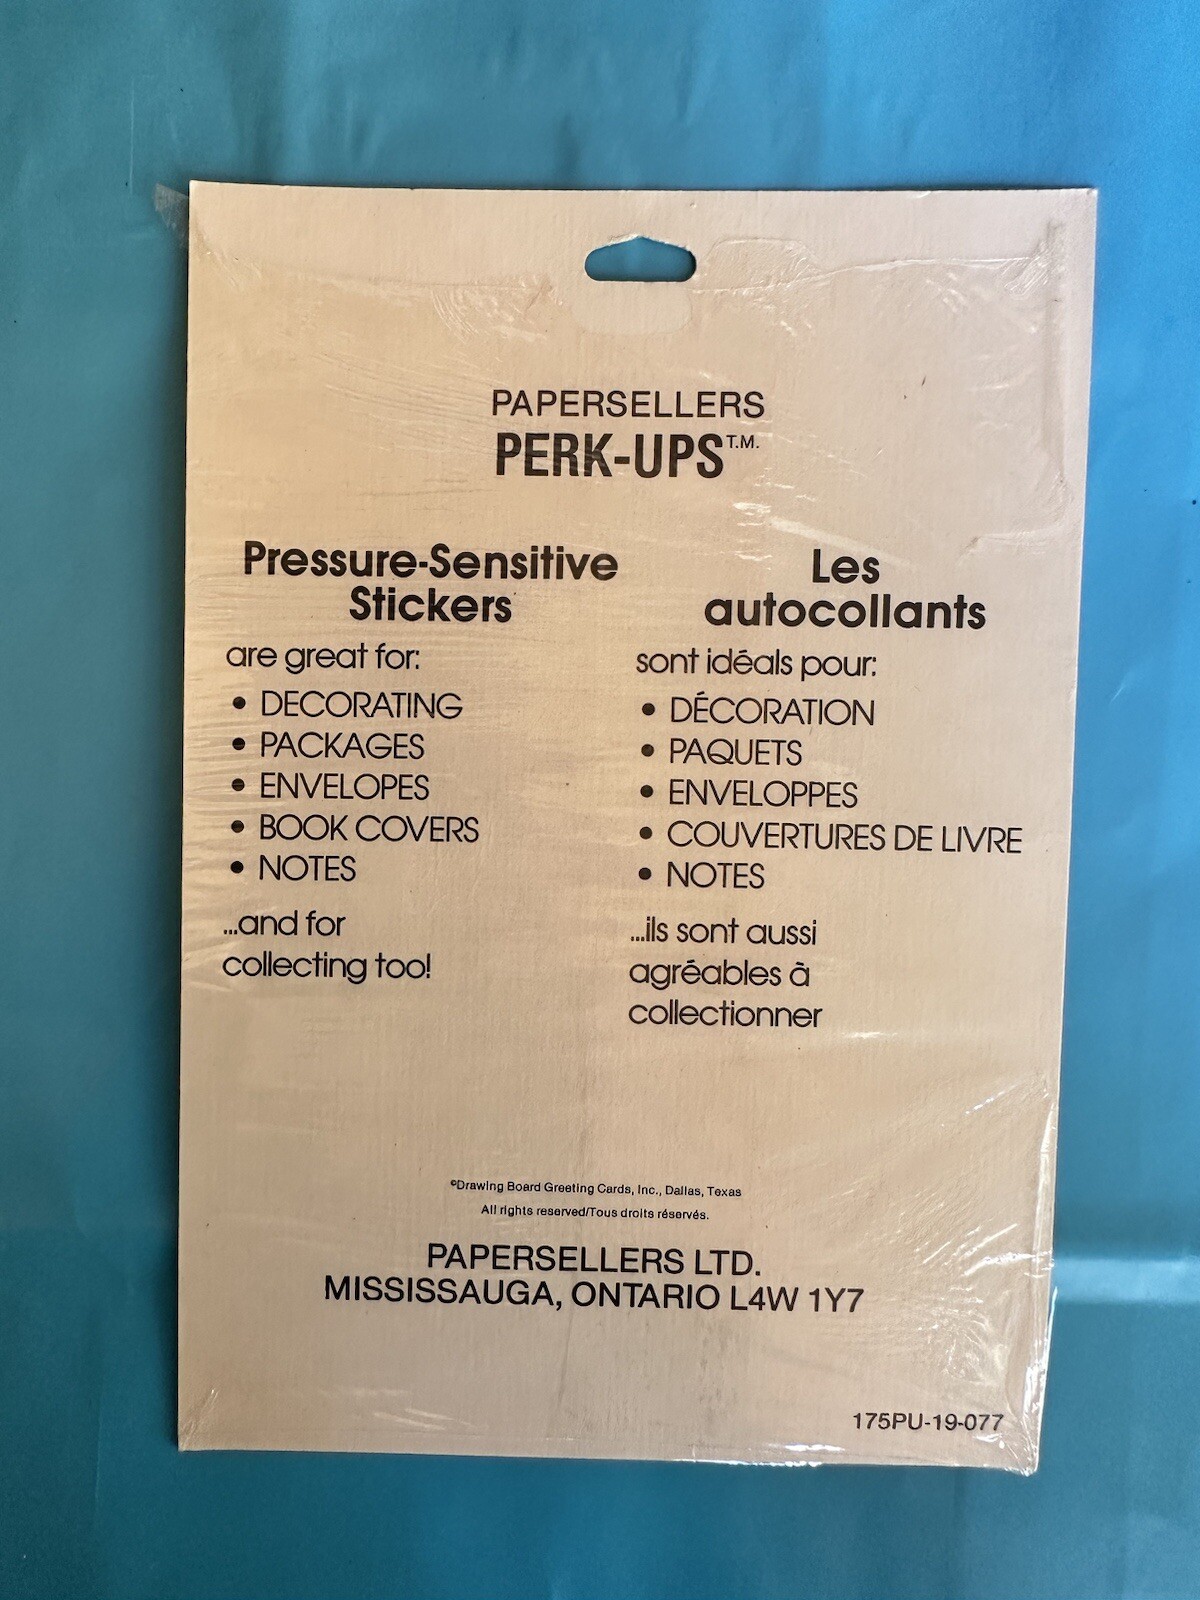 PAPERSELLERS
PERK-UPS T.M.
Pressure-Sensitive
Stickers
are great for:
• DECORATING
• PACKAGES
• ENVELOPES
• BOOK COVERS
• NOTES
...and for
collecting too!
Les
autocollants
sont idéals pour:
• DÉCORATION
• PAQUETS
• ENVELOPPES
• COUVERTURES DE LIVRE
• NOTES
...ils sont aussi
agréables à
collectionner
©Drawing Board Greeting Cards, Inc., Dallas, Texas
All rights reserved/Tous droits réservés.
PAPERSELLERS LTD.
MISSISSAUGA, ONTARIO L4W 1Y7
175PU-19-077